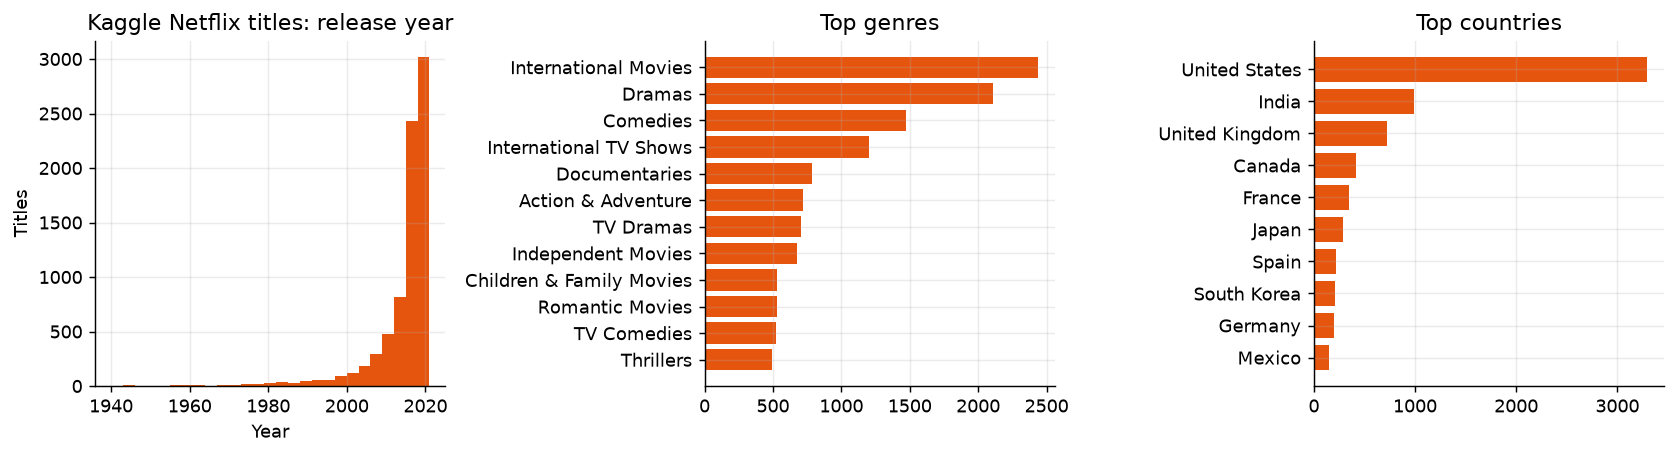 Kaggle Netflix titles: release year
Titles
3000
2500
2000
1500
1000
500
0
1940 1960 1980 2000 2020
Year
Top genres
International Movies
Dramas
Comedies
International TV Shows
Documentaries
Action & Adventure
TV Dramas
Independent Movies
Children & Family Movies
Romantic Movies
TV Comedies
Thrillers
0 500 1000 1500 2000 2500
Top countries
United States
India
United Kingdom
Canada
France
Japan
Spain
South Korea
Germany
Mexico
0 1000 2000 3000